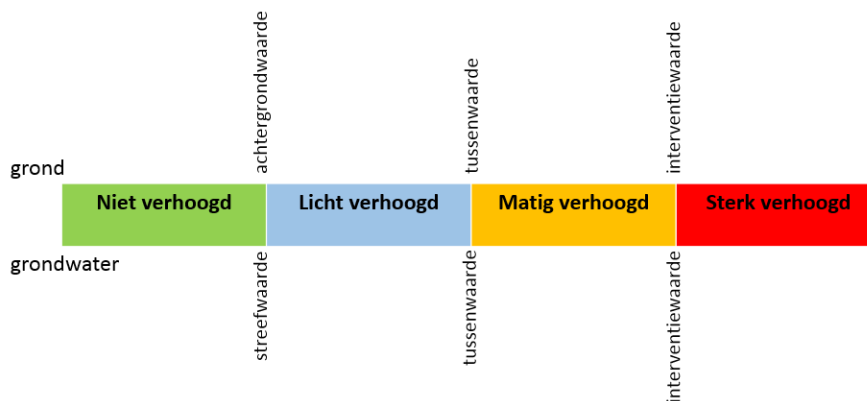 achtergrondwaarde
tussenwaarde
interventiewaarde
grond
Niet verhoogd
Licht verhoogd
Matig verhoogd
Sterk verhoogd
grondwater
streefwaarde
tussenwaarde
interventiewaarde